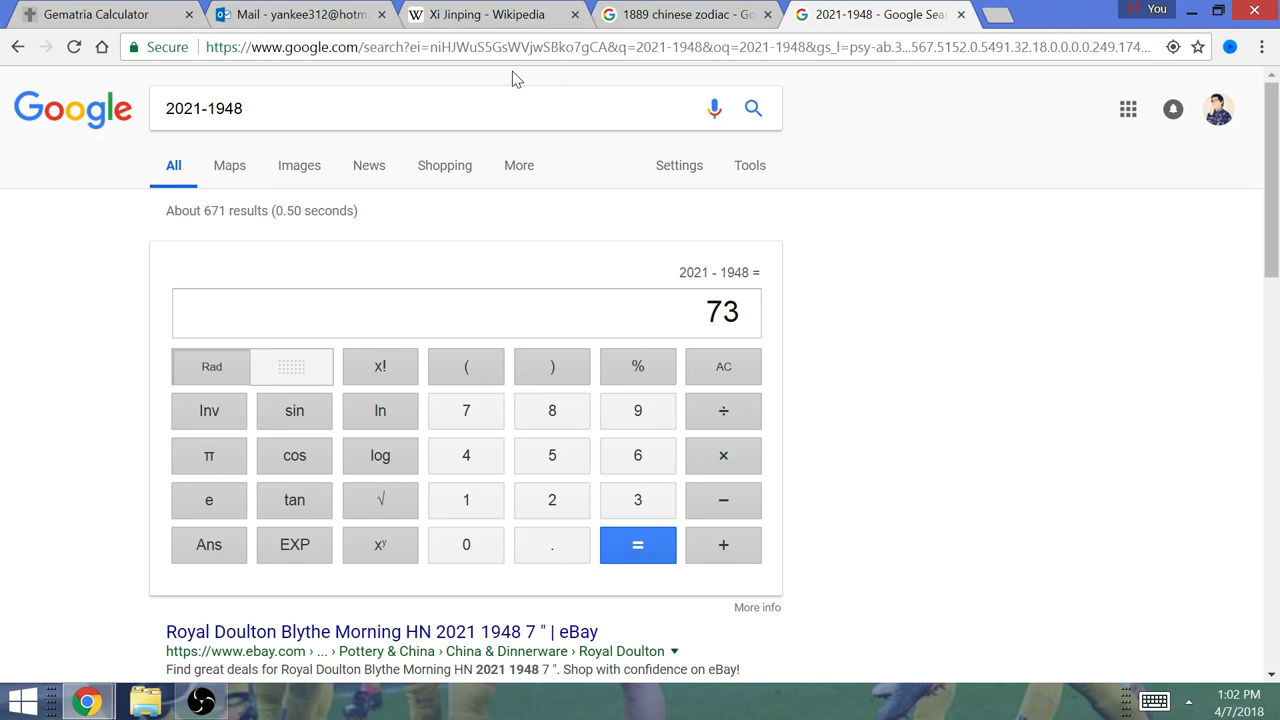 Gematria Calculator
Mail - yankee312@hotm
Xi Jinping - Wikipedia
1889 chinese zodiac - Go
2021-1948 - Google Sea
You
Secure
https://www.google.com/search?ei=niHJWuS5GsWVjwSBko7gCA&q=2021-1948&oq=2021-1948&gs_l=psy-ab.3...567.5152.0.5491.32.18.0.0.0.0.249.174...
Google
2021-1948
All
Maps
Images
News
Shopping
More
Settings
Tools
About 671 results (0.50 seconds)
2021 - 1948 =
73
Rad
x!
(
)
%
AC
Inv
sin
ln
7
8
9
÷
π
cos
log
4
5
6
×
e
tan
√
1
2
3
−
Ans
EXP
xʸ
0
.
=
+
More info
Royal Doulton Blythe Morning HN 2021 1948 7 " | eBay
https://www.ebay.com › ... › Pottery & China › China & Dinnerware › Royal Doulton
Find great deals for Royal Doulton Blythe Morning HN 2021 1948 7 ". Shop with confidence on eBay!
1:02 PM
4/7/2018